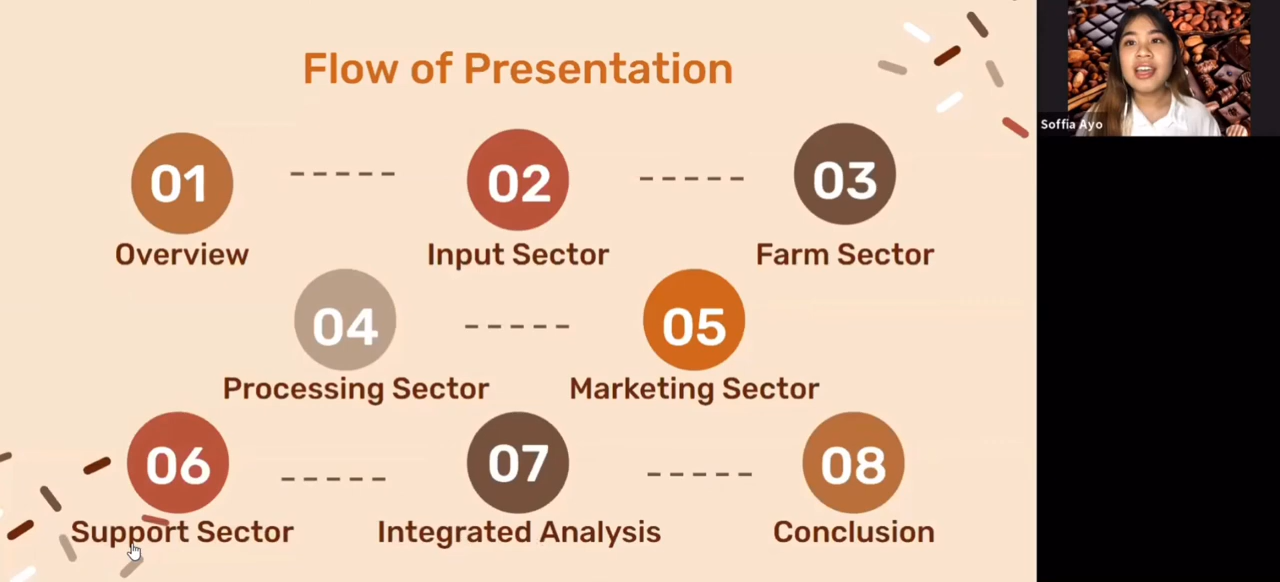 Flow of Presentation
Soffia Ayo
01
02
03
Overview
Input Sector
Farm Sector
04
05
Processing Sector
Marketing Sector
06
07
08
Support Sector
Integrated Analysis
Conclusion